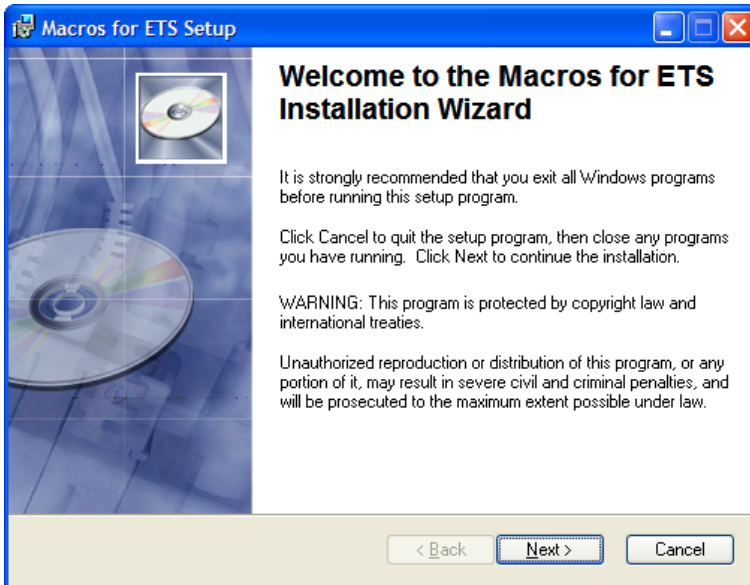 Macros for ETS Setup
Welcome to the Macros for ETS
Installation Wizard
It is strongly recommended that you exit all Windows programs
before running this setup program.
Click Cancel to quit the setup program, then close any programs
you have running. Click Next to continue the installation.
WARNING: This program is protected by copyright law and
international treaties.
Unauthorized reproduction or distribution of this program, or any
portion of it, may result in severe civil and criminal penalties, and
will be prosecuted to the maximum extent possible under law.
< Back
Next >
Cancel